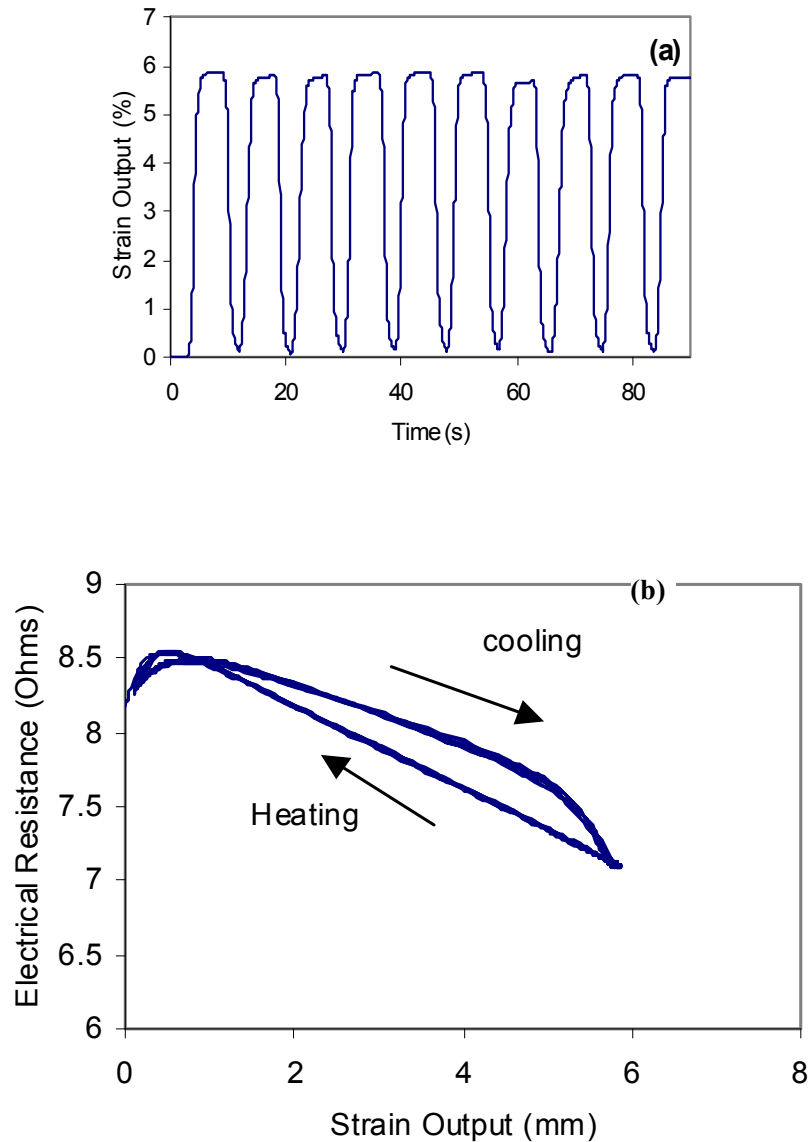 7
(a)
6
5
4
3
2
1
0
Strain Output (%)
0 20 40 60 80
Time (s)
9
(b)
8.5
8
7.5
7
6.5
6
Electrical Resistance (Ohms)
cooling
Heating
0 2 4 6 8
Strain Output (mm)